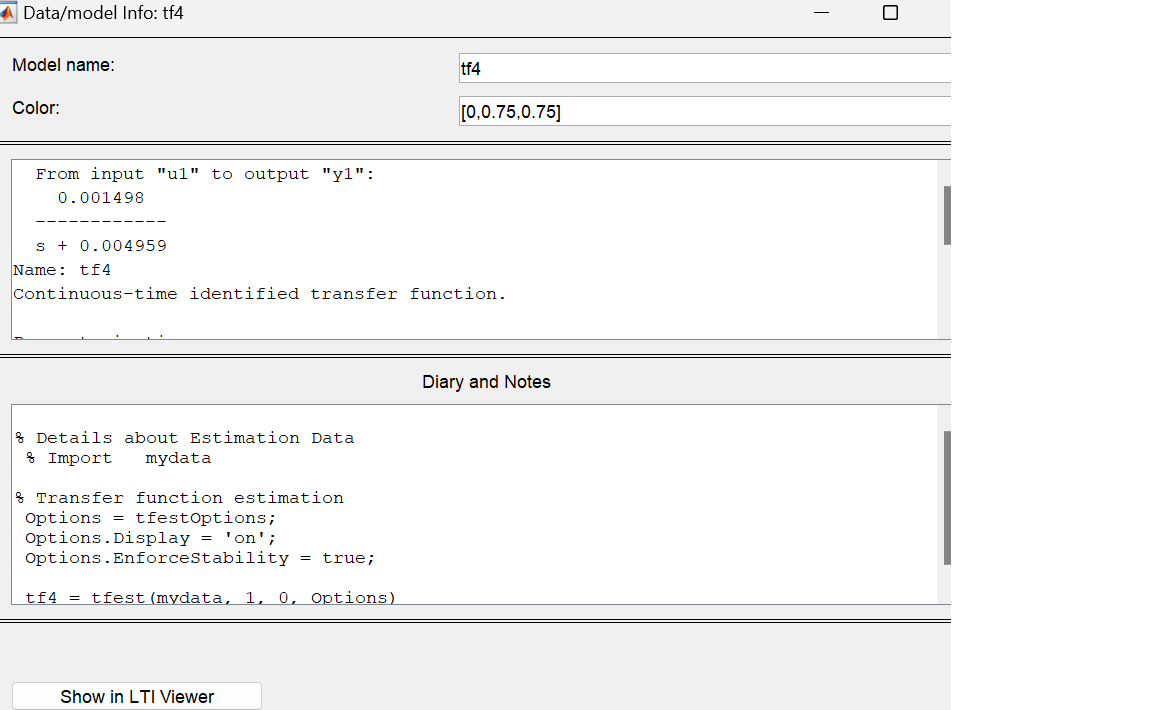 Data/model Info: tf4
Model name:
tf4
Color:
[0,0.75,0.75]
From input "u1" to output "y1":
0.001498
------------
s + 0.004959
Name: tf4
Continuous-time identified transfer function.
Diary and Notes
% Details about Estimation Data
% Import   mydata
% Transfer function estimation
Options = tfestOptions;
Options.Display = 'on';
Options.EnforceStability = true;
tf4 = tfest(mydata, 1, 0, Options)
Show in LTI Viewer